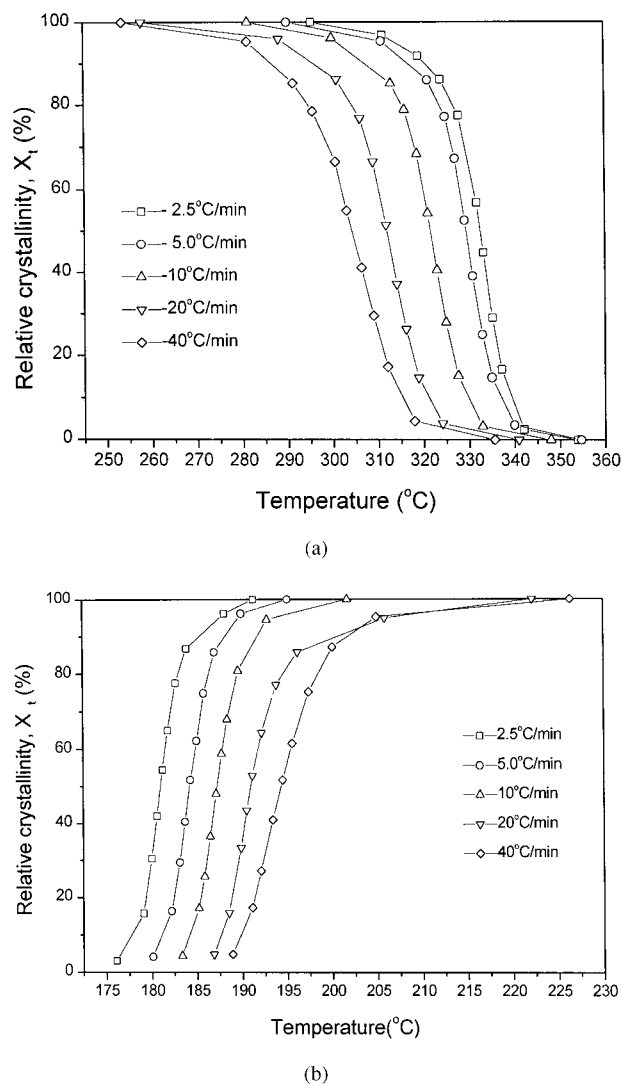 Relative crystallinity, Xt (%)
100
80
60
40
20
0
- 2.5°C/min
- 5.0°C/min
-10°C/min
-20°C/min
-40°C/min
250 260 270 280 290 300 310 320 330 340 350 360
Temperature (°C)
(a)
Relative crystallinity, X t (%)
100
80
60
40
20
0
2.5°C/min
5.0°C/min
10°C/min
20°C/min
40°C/min
175 180 185 190 195 200 205 210 215 220 225 230
Temperature(°C)
(b)